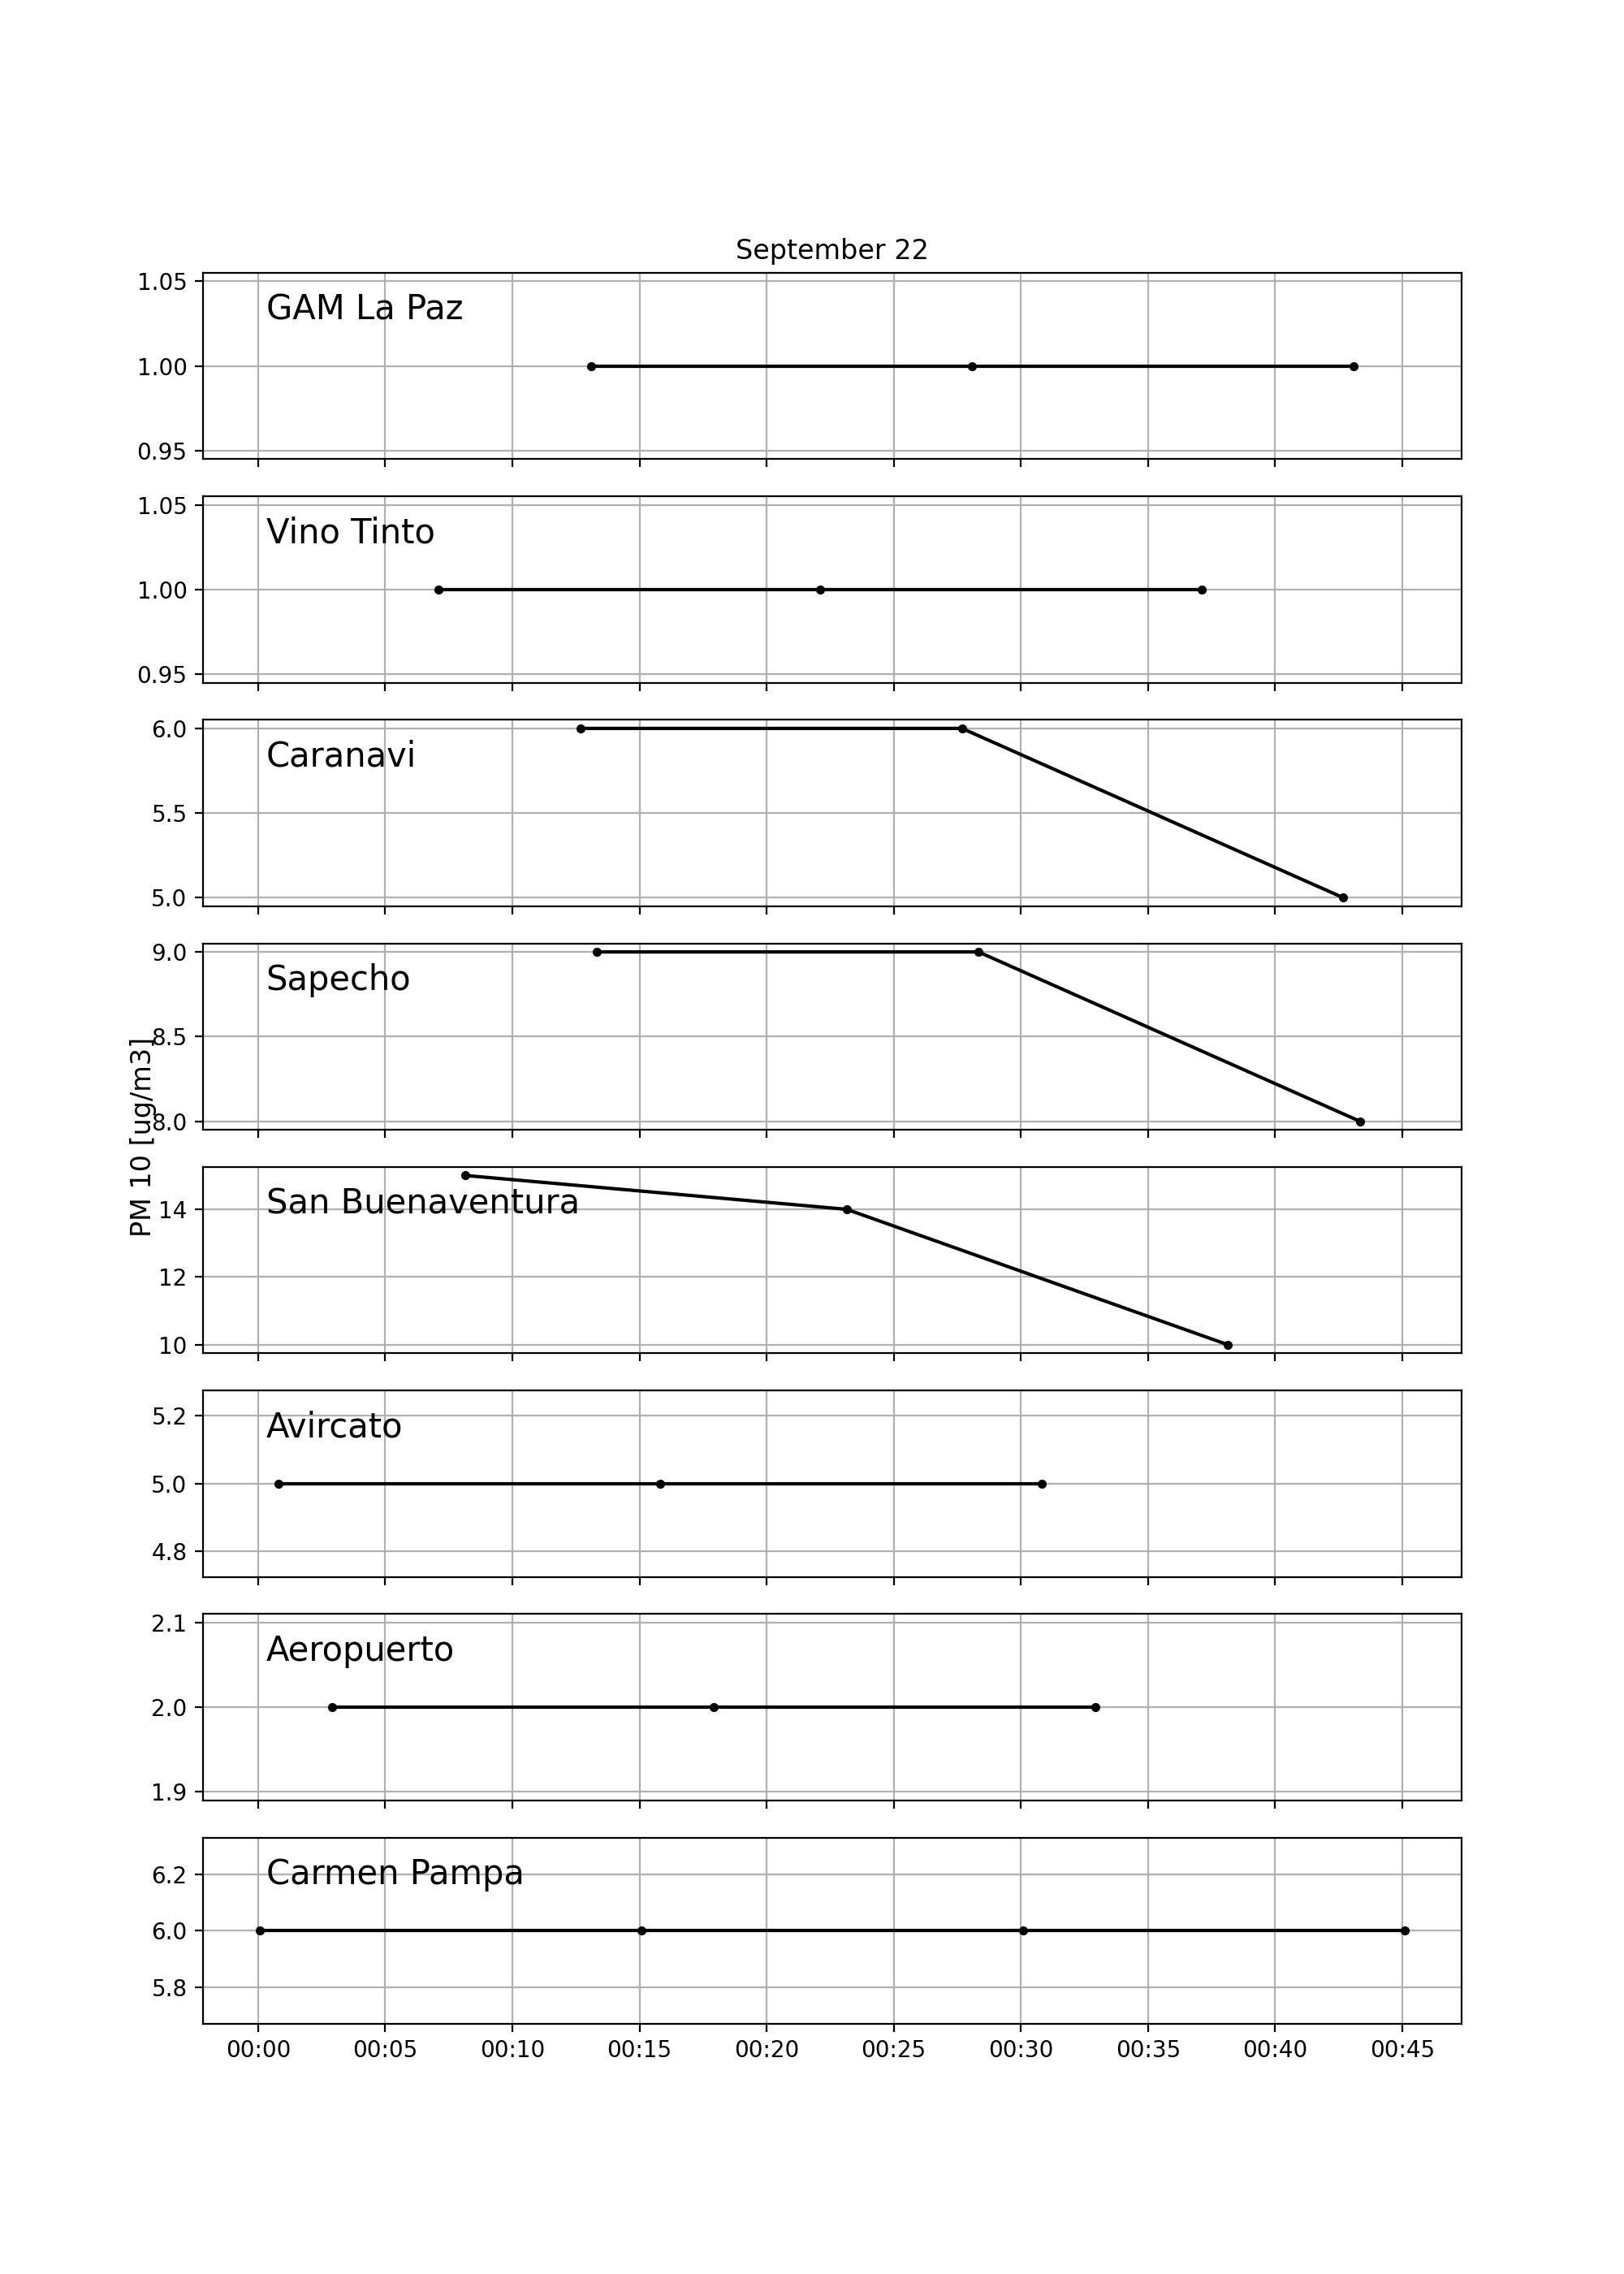 September 22
1.05
GAM La Paz
1.00
0.95
1.05
Vino Tinto
1.00
0.95
6.0
Caranavi
5.5
5.0
9.0
Sapecho
8.5
8.0
PM 10 [ug/m3]
San Buenaventura
14
12
10
5.2
Avircato
5.0
4.8
2.1
Aeropuerto
2.0
1.9
6.2
Carmen Pampa
6.0
5.8
00:00 00:05 00:10 00:15 00:20 00:25 00:30 00:35 00:40 00:45